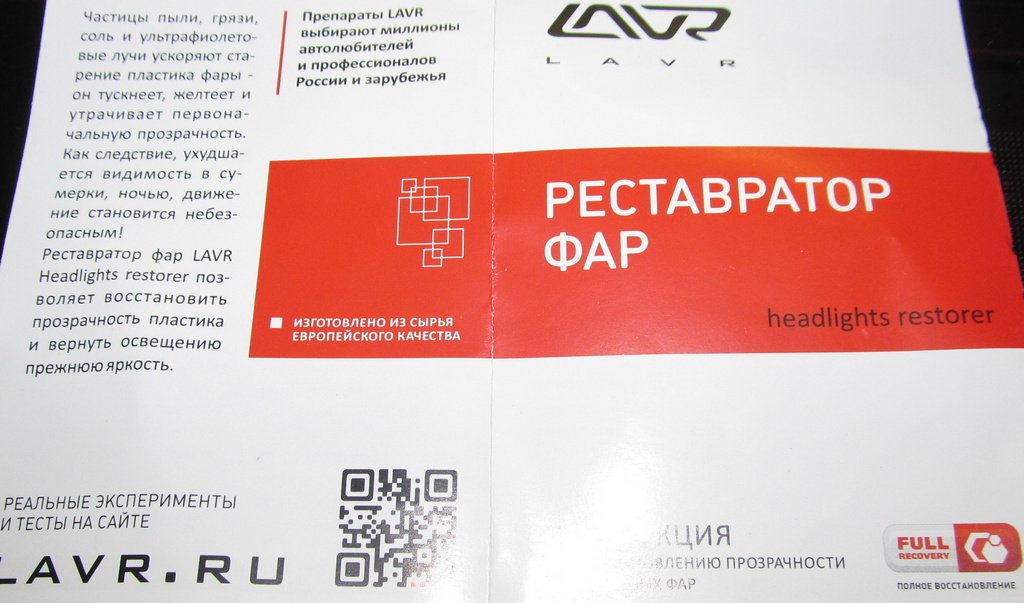 Частицы пыли, грязи,
соль и ультрафиолето-
вые лучи ускоряют ста-
рение пластика фары -
он тускнеет, желтеет и
утрачивает первона-
чальную прозрачность.
Как следствие, ухудша-
ется видимость в су-
мерки, ночью, движе-
ние становится небез-
опасным!
Реставратор фар LAVR
Headlights restorer поз-
воляет восстановить
прозрачность пластика
и вернуть освещению
прежнюю яркость.
РЕАЛЬНЫЕ ЭКСПЕРИМЕНТЫ
И ТЕСТЫ НА САЙТЕ
LAVR.RU
Препараты LAVR
выбирают миллионы
автолюбителей
и профессионалов
России и зарубежья
ИЗГОТОВЛЕНО ИЗ СЫРЬЯ
ЕВРОПЕЙСКОГО КАЧЕСТВА
LAVR
LAVR
РЕСТАВРАТОР
ФАР
headlights restorer
ПРОЗРАЧНОСТИ
ФАР
FULL
RECOVERY
ПОЛНОЕ ВОССТАНОВЛЕНИЕ